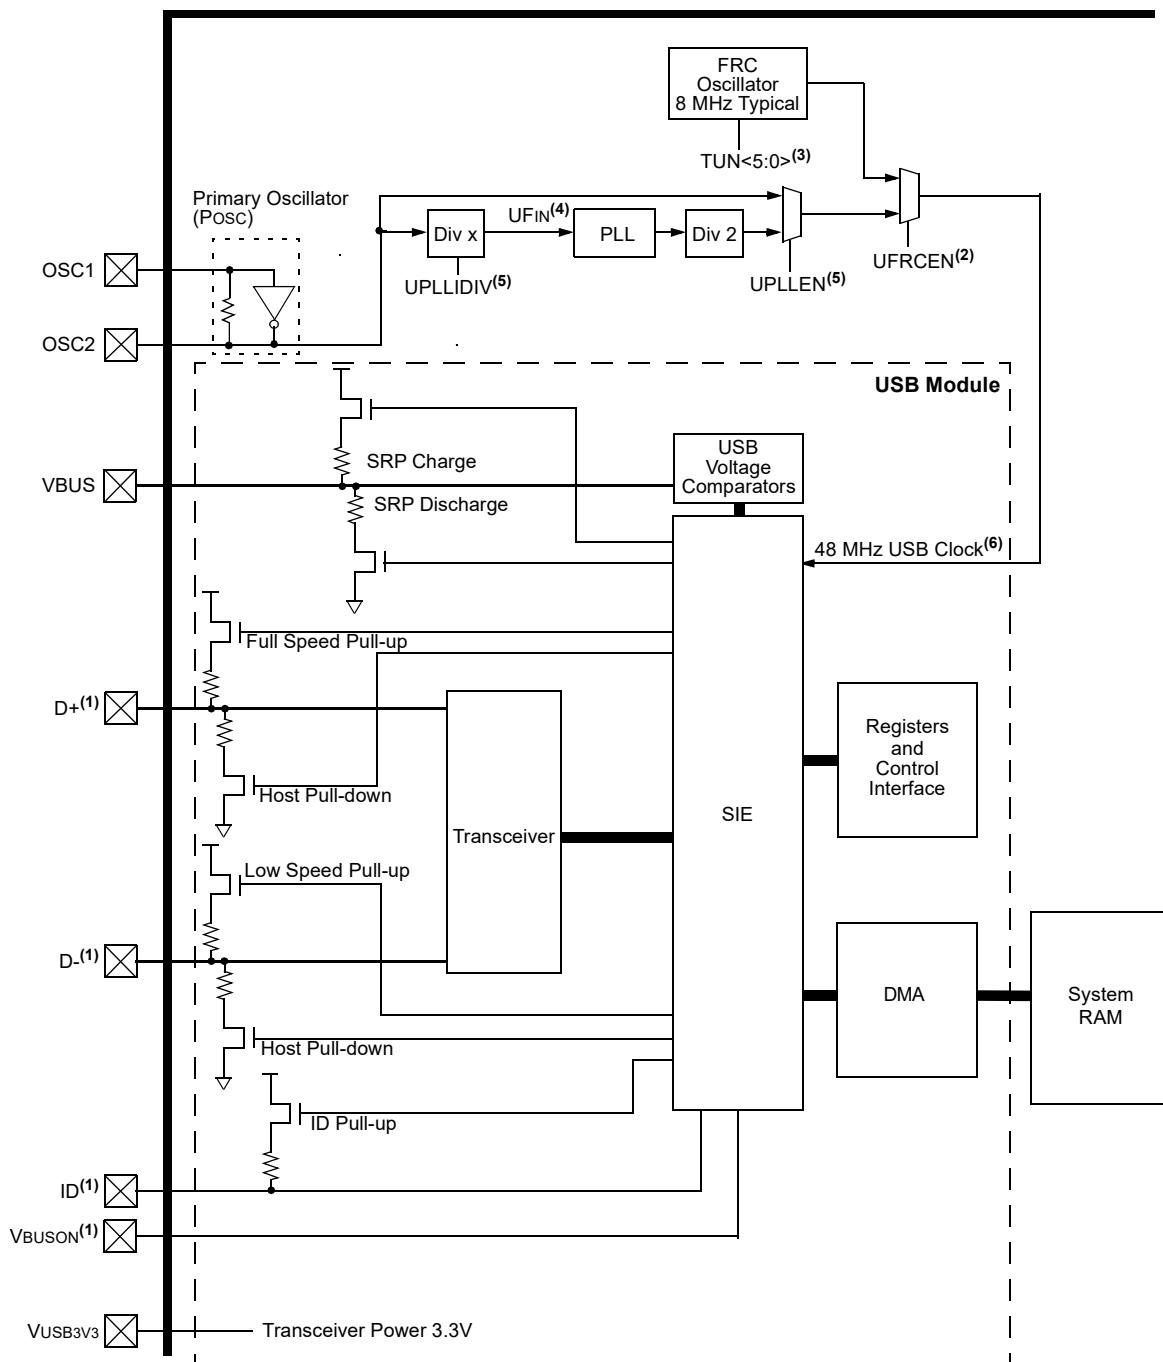 FRC
Oscillator
8 MHz Typical
TUN<5:0>(3)
Primary Oscillator
(POSC)
UFIN(4)
Div x
PLL
Div 2
UPLLIDIV(5)
UPLLEN(5)
UFRCEN(2)
OSC1
OSC2
USB Module
USB
Voltage
Comparators
SRP Charge
VBUS
SRP Discharge
48 MHz USB Clock(6)
Full Speed Pull-up
D+(1)
Registers
and
Control
Interface
Host Pull-down
SIE
Transceiver
Low Speed Pull-up
D-(1)
DMA
System
RAM
Host Pull-down
ID Pull-up
ID(1)
VBUSON(1)
VUSB3V3
Transceiver Power 3.3V